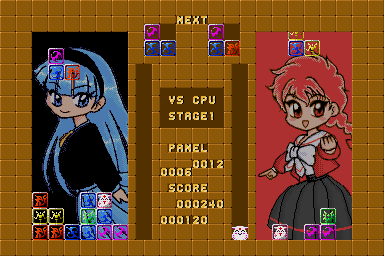 NEXT
VS CPU
STAGE1
PANEL
0012
0006
SCORE
000240
000120